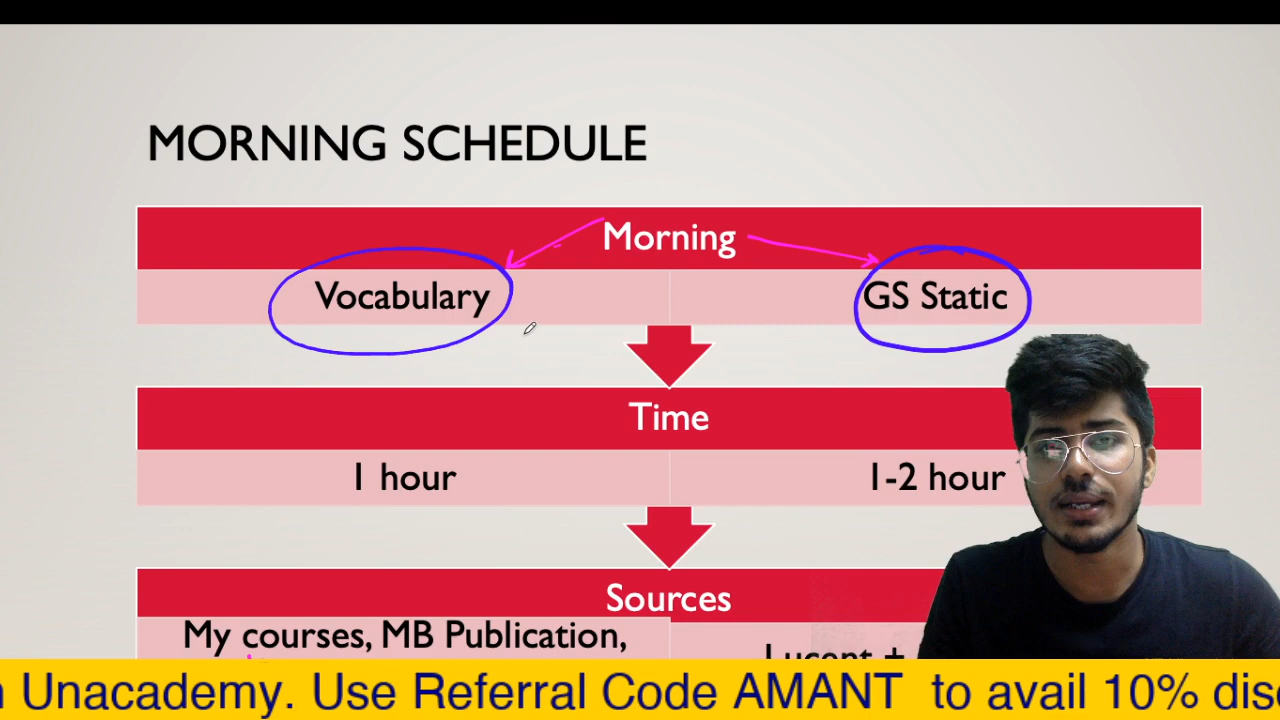 MORNING SCHEDULE
Morning
Vocabulary GS Static
Time
1 hour 1-2 hour
Sources
My courses, MB Publication,
Lucent +
Unacademy. Use Referral Code AMANT to avail 10%